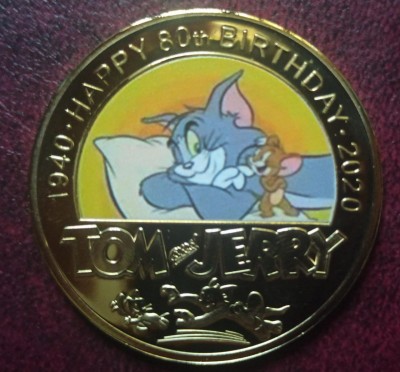 1940 · HAPPY 80th BIRTHDAY · 2020
TOM and JERRY